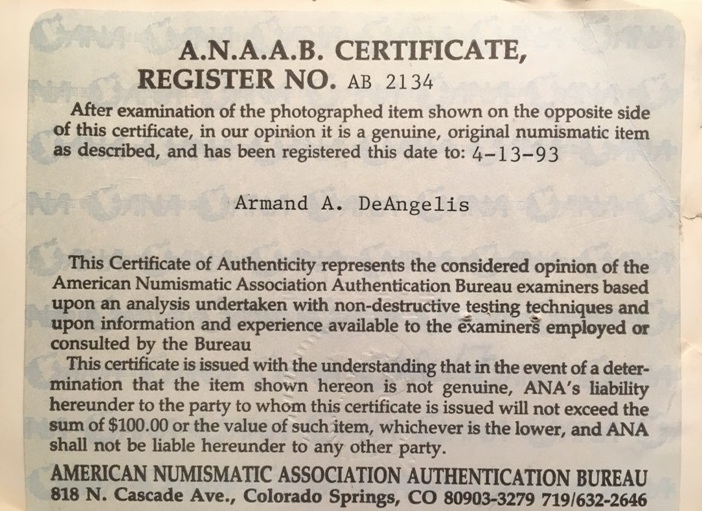 A.N.A.A.B. CERTIFICATE,
REGISTER NO. AB 2134
After examination of the photographed item shown on the opposite side
of this certificate, in our opinion it is a genuine, original numismatic item
as described, and has been registered this date to: 4-13-93
Armand A. DeAngelis
This Certificate of Authenticity represents the considered opinion of the
American Numismatic Association Authentication Bureau examiners based
upon an analysis undertaken with non-destructive testing techniques and
upon information and experience available to the examiners employed or
consulted by the Bureau
This certificate is issued with the understanding that in the event of a deter-
mination that the item shown hereon is not genuine, ANA's liability
hereunder to the party to whom this certificate is issued will not exceed the
sum of $100.00 or the value of such item, whichever is the lower, and ANA
shall not be liable hereunder to any other party.
AMERICAN NUMISMATIC ASSOCIATION AUTHENTICATION BUREAU
818 N. Cascade Ave., Colorado Springs, CO 80903-3279 719/632-2646